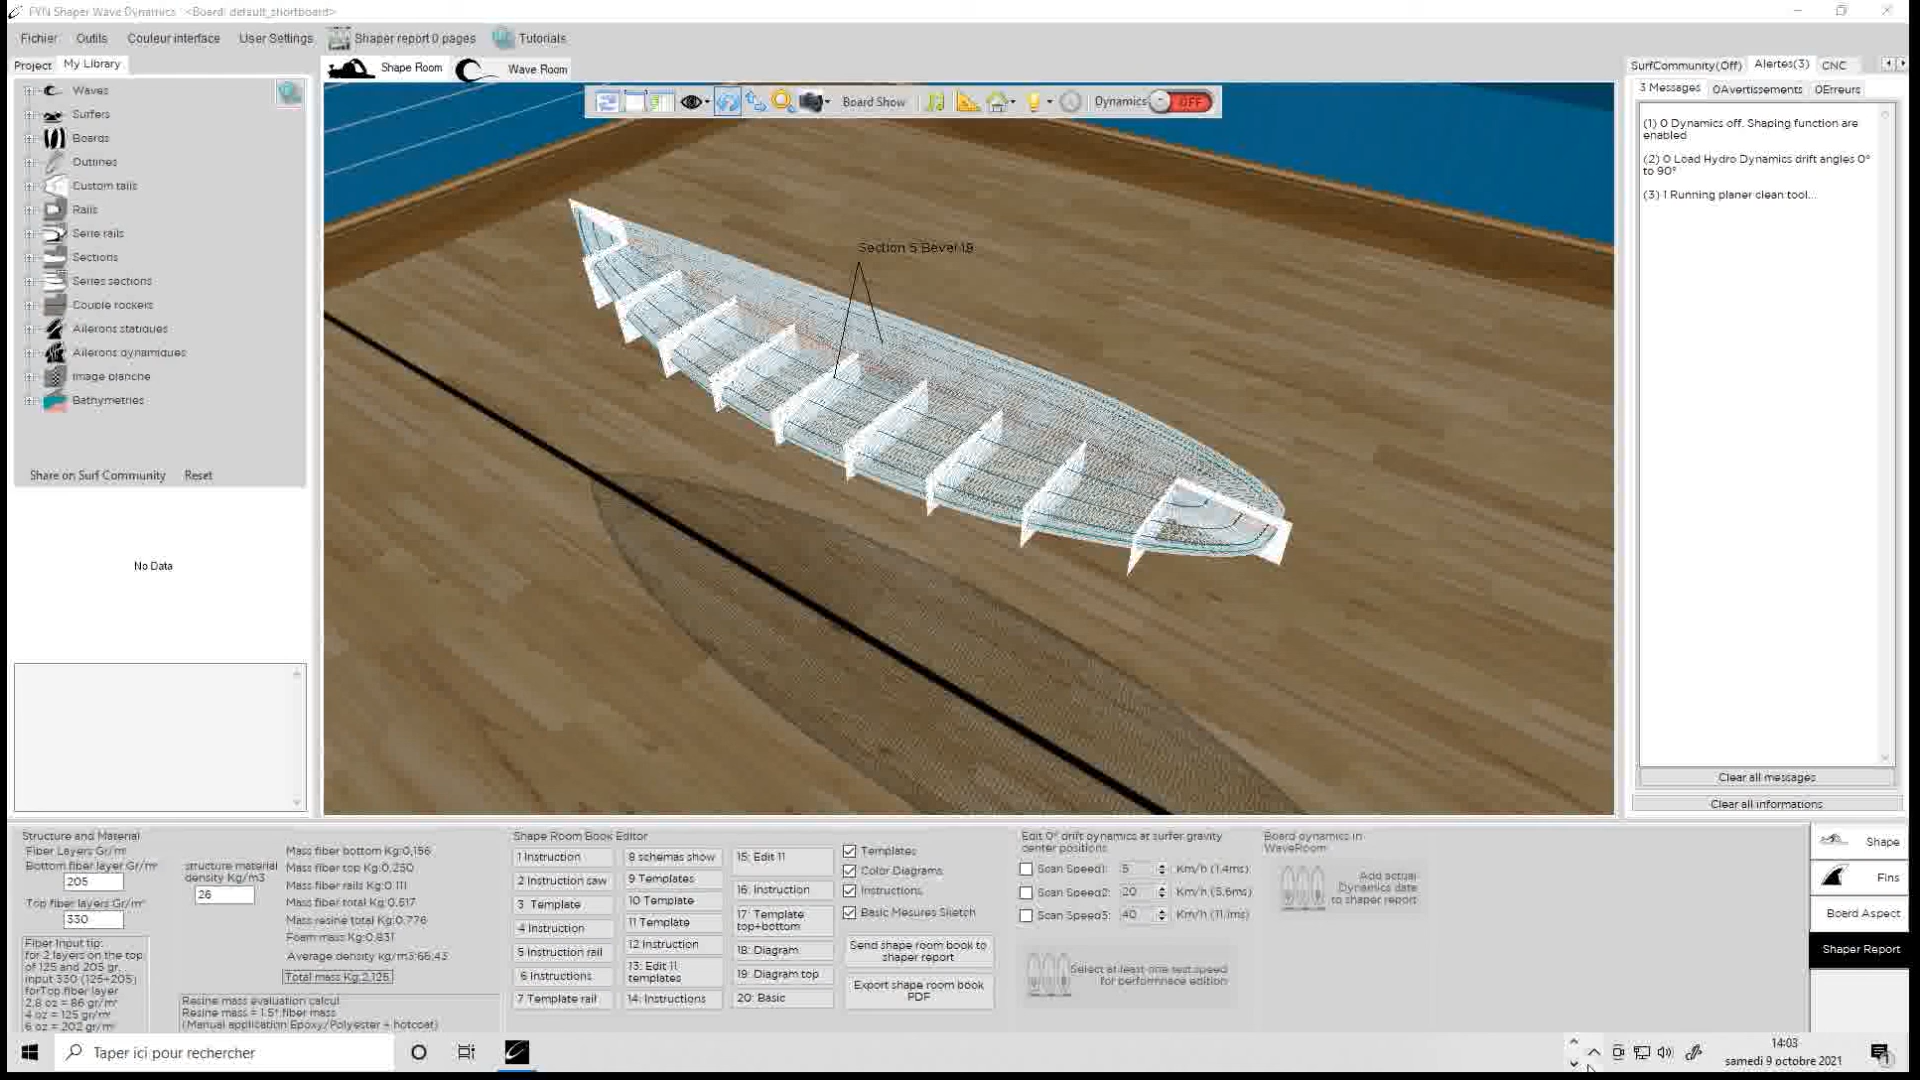 FYN Shaper Wave Dynamics <Board: default_shortboard>
Fichier Outils Couleur interface User Settings Shaper report 0 pages Tutorials
Project My Library
Shape Room Wave Room
SurfCommunity(Off) Alertes(3) CNC
Waves
Surfers
Boards
Outlines
Custom tails
Rails
Serie rails
Sections
Series sections
Couple rockers
Ailerons statiques
Ailerons dynamiques
Image planche
Bathymetries
Share on Surf Community Reset
No Data
Board Show Dynamics OFF
Section 5 Bevel 19
3 Messages 0Avertissements 0Erreurs
(1) 0 Dynamics off. Shaping function are
enabled
(2) 0 Load Hydro Dynamics drift angles 0°
to 90°
(3) 1 Running planer clean tool...
Clear all messages
Clear all informations
Structure and Material
Fiber Layers Gr/m²
Bottom fiber layer Gr/m²
205
Top fiber layers Gr/m²
330
Fiber Input tip:
for 2 layers on the top
of 125 and 205 gr,
input 330 (125+205)
forTop fiber layer
2,8 oz = 86 gr/m²
4 oz = 125 gr/m²
6 oz = 202 gr/m²
structure material
density Kg/m3
26
Mass fiber bottom Kg:0,156
Mass fiber top Kg:0,250
Mass fiber rails Kg:0,111
Mass fiber total Kg:0,517
Mass resine total Kg:0,776
Foam mass Kg:0,831
Average density kg/m3:66,43
Total mass Kg:2,125
Resine mass evaluation calcul
Resine mass = 1.5* fiber mass
(Manual application Epoxy/Polyester + hotcoat)
Shape Room Book Editor
1 Instruction
2 Instruction saw
3 Template
4 Instruction
5 Instruction rail
6 Instructions
7 Template rail
8 schemas show
9 Templates
10 Template
11 Template
12 Instruction
13: Edit 11
templates
14: Instructions
15: Edit 11
16: Instruction
17: Template
top+bottom
18: Diagram
19: Diagram top
20: Basic
Templates
Color Diagrams
Instructions
Basic Mesures Sketch
Send shape room book to
shaper report
Export shape room book
PDF
Edit 0° drift dynamics at surfer gravity
center positions
Scan Speed1: 5 Km/h (1.4ms)
Scan Speed2: 20 Km/h (5.6ms)
Scan Speed3: 40 Km/h (11.1ms)
Select at least one test speed
for performnace edition
Board dynamics in
WaveRoom
Add actual
Dynamics date
to shaper report
Shape
Fins
Board Aspect
Shaper Report
Taper ici pour rechercher
14:03
samedi 9 octobre 2021
1